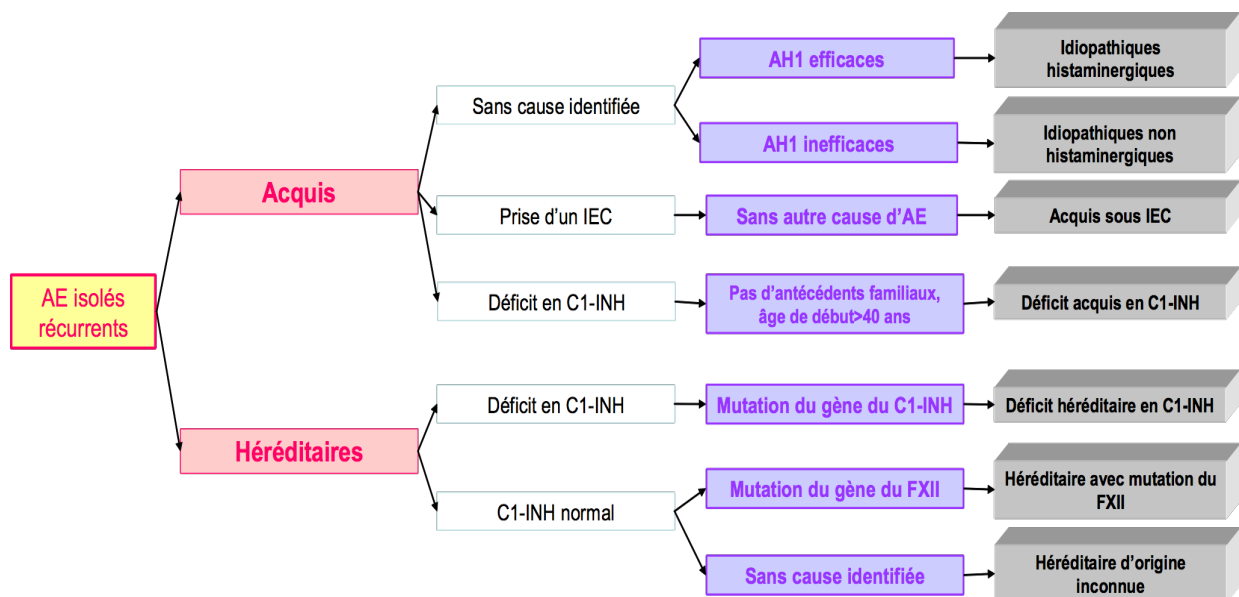 AH1 efficaces
Idiopathiques
histaminergiques
Sans cause identifiée
AH1 inefficaces
Idiopathiques non
histaminergiques
Acquis
Prise d’un IEC
Sans autre cause d’AE
Acquis sous IEC
AE isolés
récurrents
Déficit en C1-INH
Pas d’antécédents familiaux,
âge de début>40 ans
Déficit acquis en C1-INH
Déficit en C1-INH
Mutation du gène du C1-INH
Déficit héréditaire en C1-INH
Héréditaires
Mutation du gène du FXII
Héréditaire avec mutation du
FXII
C1-INH normal
Sans cause identifiée
Héréditaire d’origine
inconnue